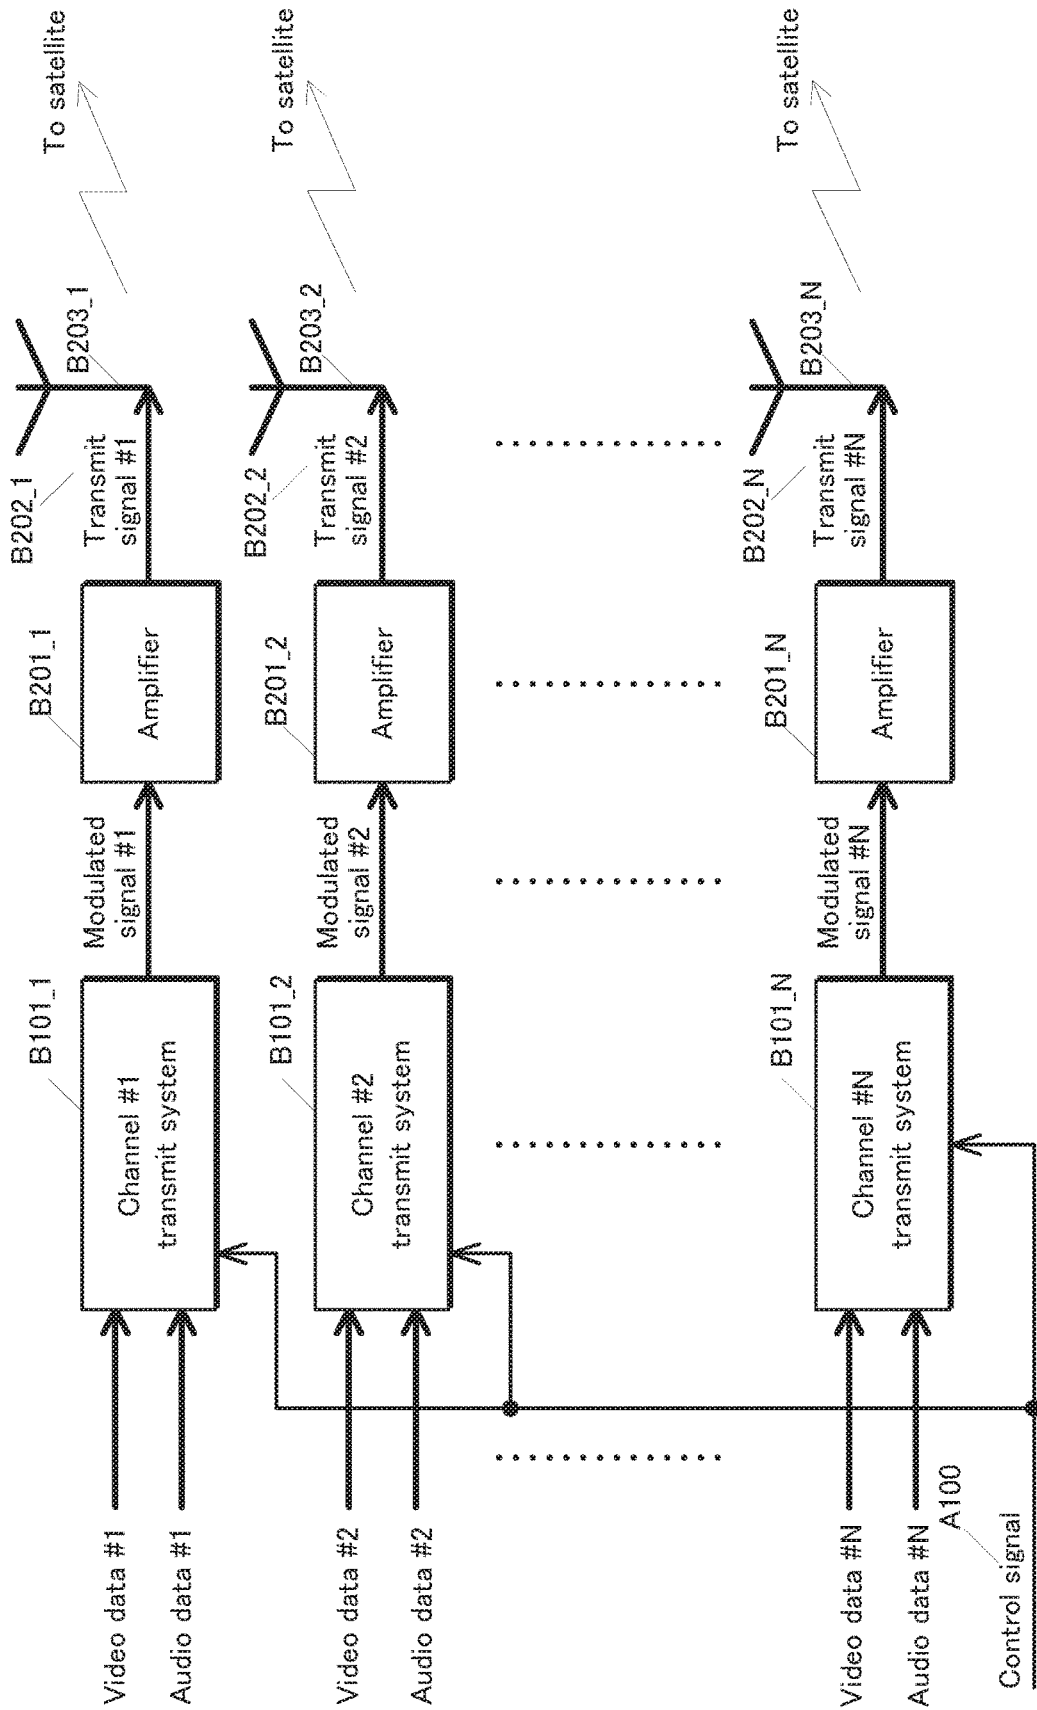 Video data #1
Audio data #1
B101_1
Channel #1
transmit system
Modulated
signal #1
B201_1
Amplifier
B202_1
Transmit
signal #1
B203_1
To satellite
Video data #2
Audio data #2
B101_2
Channel #2
transmit system
Modulated
signal #2
B201_2
Amplifier
B202_2
Transmit
signal #2
B203_2
To satellite
Video data #N
Audio data #N
B101_N
Channel #N
transmit system
Modulated
signal #N
B201_N
Amplifier
B202_N
Transmit
signal #N
B203_N
To satellite
A100
Control signal